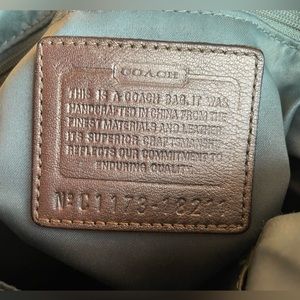 COACH
THIS IS A COACH BAG. IT WAS
HANDCRAFTED IN CHINA FROM THE
FINEST MATERIALS AND LEATHER.
ITS SUPERIOR CRAFTSMANSHIP
REFLECTS OUR COMMITMENT TO
ENDURING QUALITY.
Nº C1173-13211